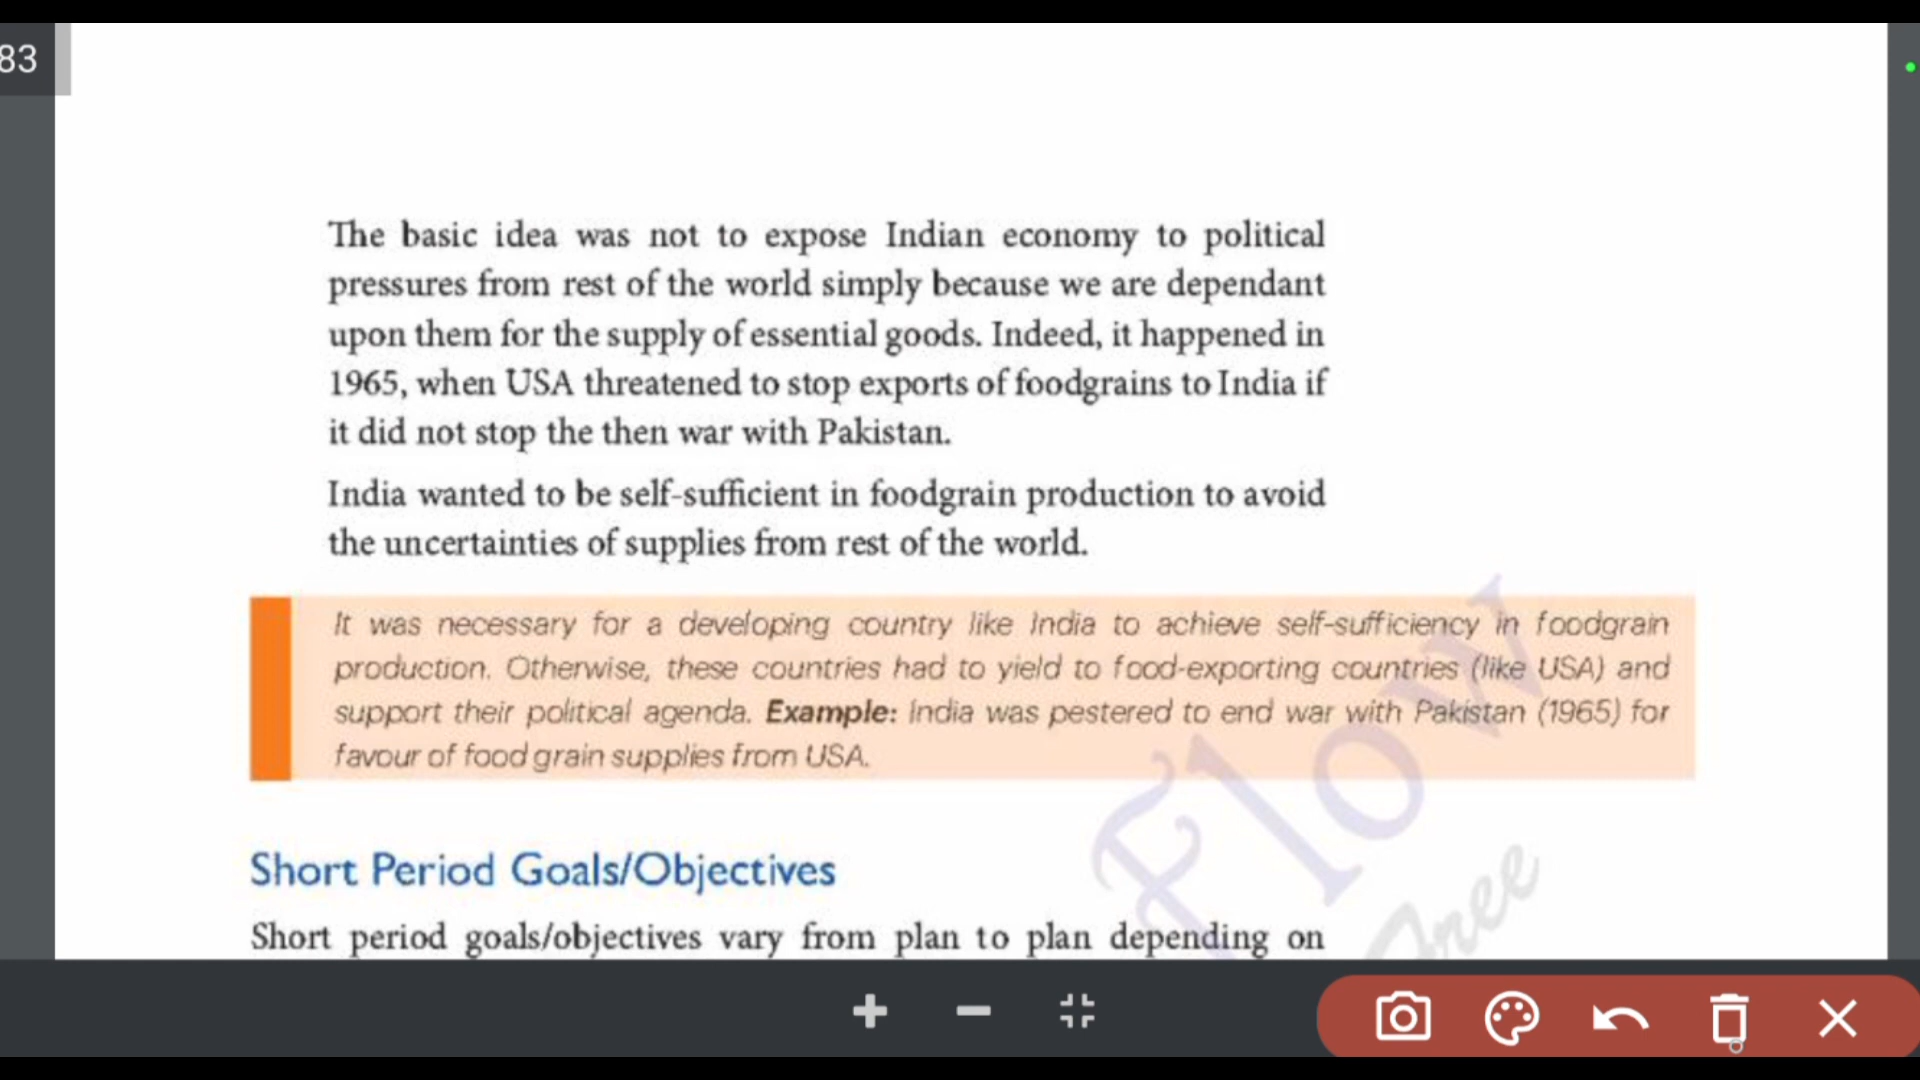 83
The basic idea was not to expose Indian economy to political
pressures from rest of the world simply because we are dependant
upon them for the supply of essential goods. Indeed, it happened in
1965, when USA threatened to stop exports of foodgrains to India if
it did not stop the then war with Pakistan.
India wanted to be self-sufficient in foodgrain production to avoid
the uncertainties of supplies from rest of the world.
It was necessary for a developing country like India to achieve self-sufficiency in foodgrain
production. Otherwise, these countries had to yield to food-exporting countries (like USA) and
support their political agenda. Example: India was pestered to end war with Pakistan (1965) for
favour of food grain supplies from USA.
Short Period Goals/Objectives
Short period goals/objectives vary from plan to plan depending on
Flow
Free